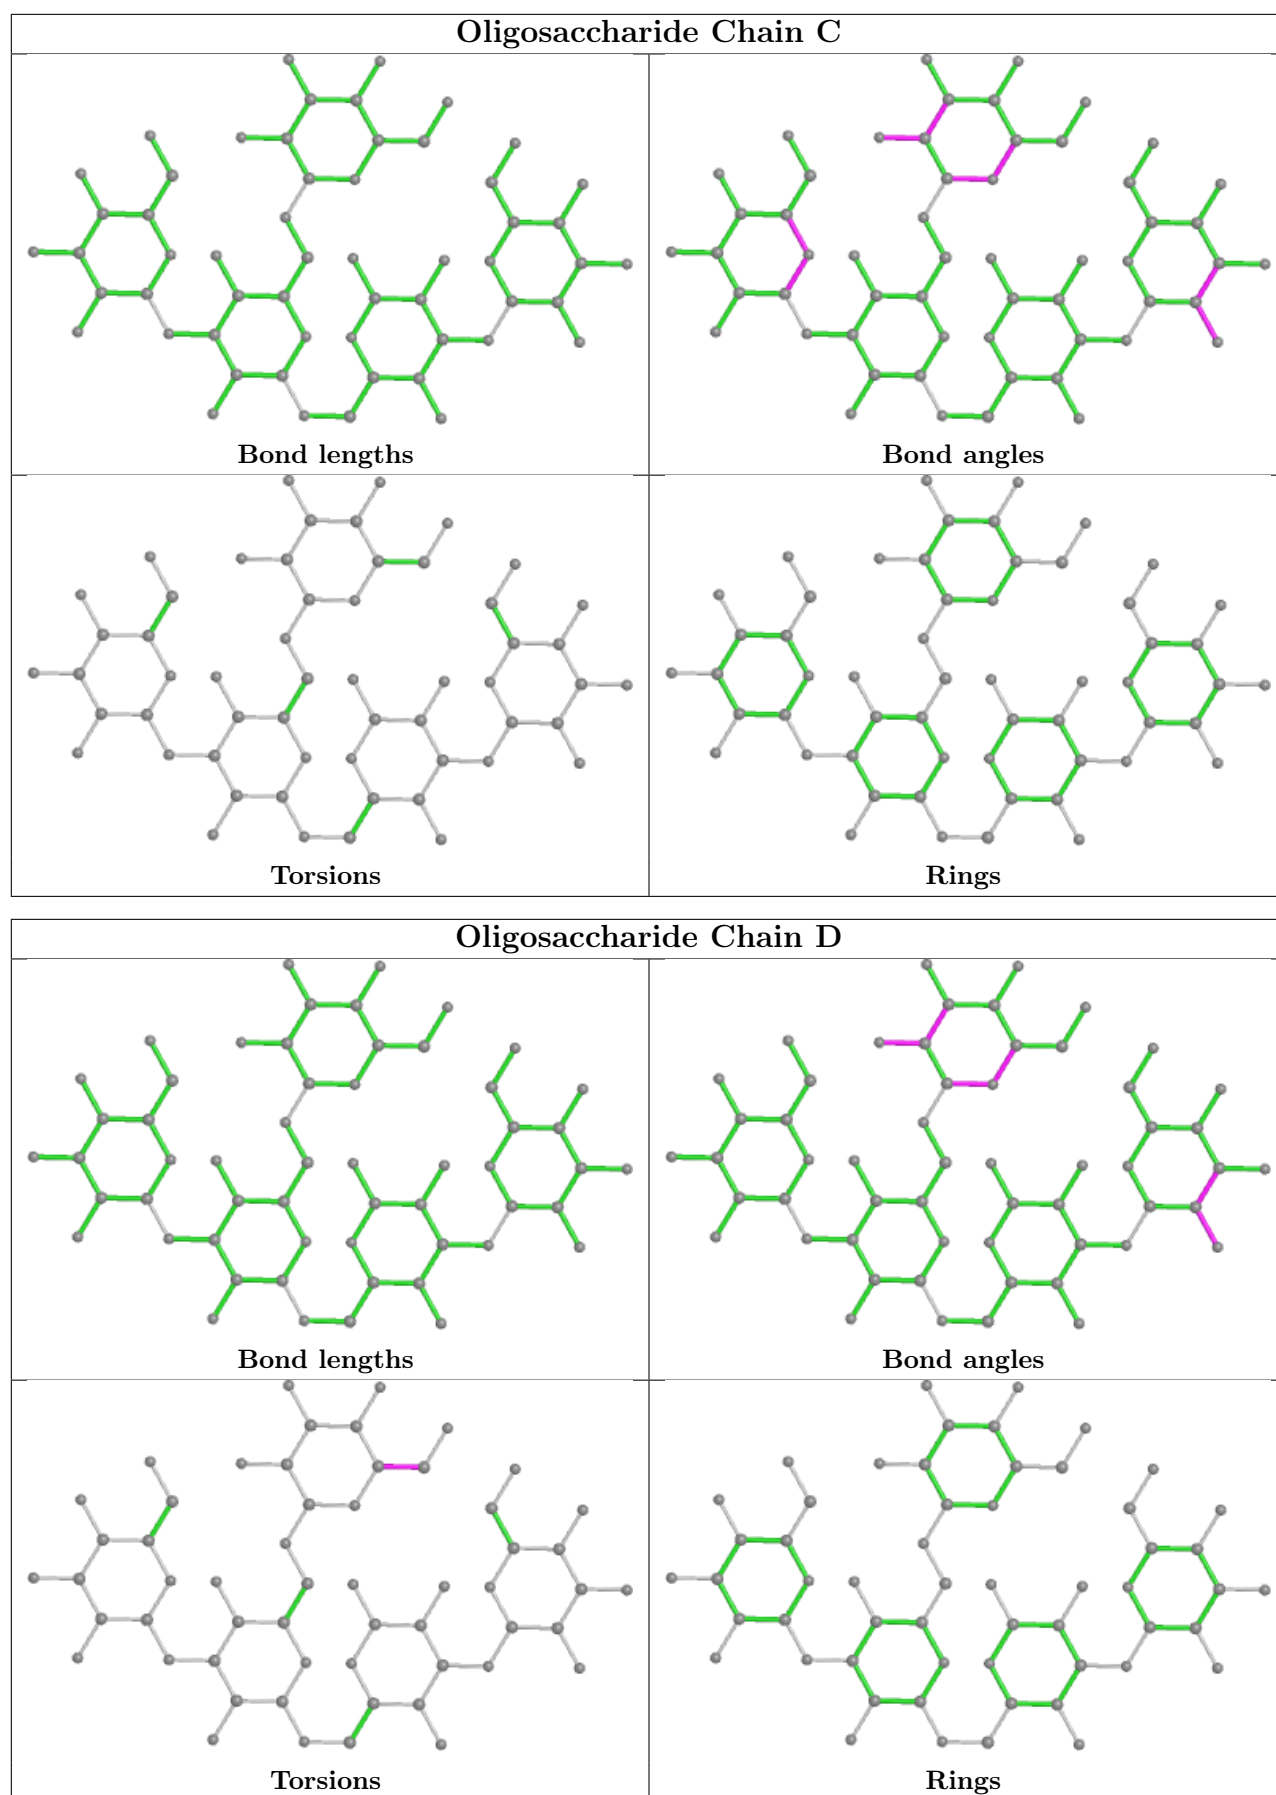 Oligosaccharide Chain C
Bond lengths
Bond angles
Torsions
Rings
Oligosaccharide Chain D
Bond lengths
Bond angles
Torsions
Rings